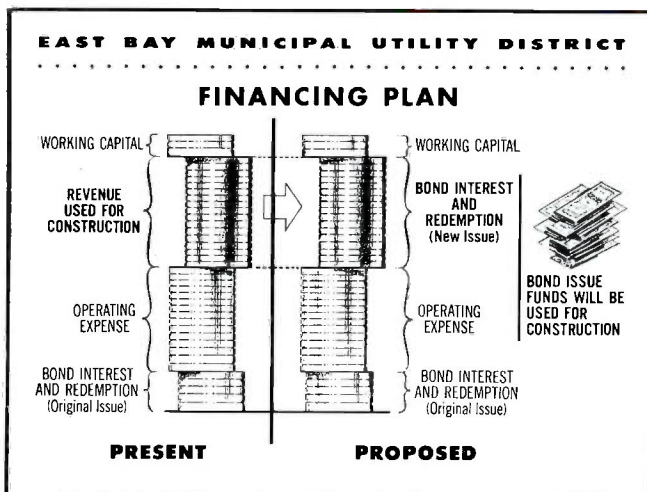 EAST BAY MUNICIPAL UTILITY DISTRICT
FINANCING PLAN
WORKING CAPITAL
REVENUE
USED FOR
CONSTRUCTION
OPERATING
EXPENSE
BOND INTEREST
AND REDEMPTION
(Original Issue)
PRESENT
WORKING CAPITAL
BOND INTEREST
AND
REDEMPTION
(New Issue)
OPERATING
EXPENSE
BOND INTEREST
AND REDEMPTION
(Original Issue)
PROPOSED
BOND ISSUE
FUNDS WILL BE
USED FOR
CONSTRUCTION